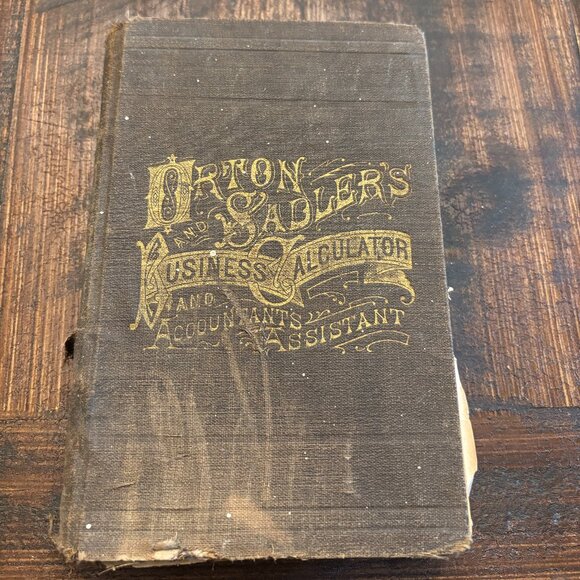 ORTON
AND SADLER'S
BUSINESS CALCULATOR
AND
ACCOUNTANTS ASSISTANT